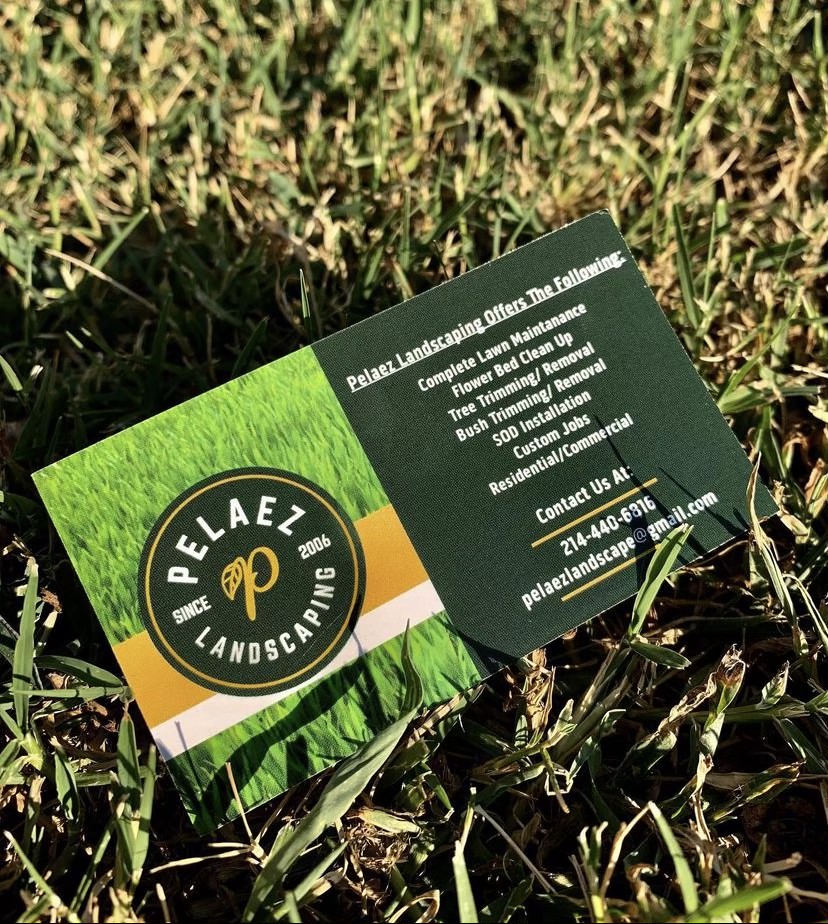 PELAEZ
SINCE
2006
p
LANDSCAPING
Pelaez Landscaping Offers The Following:
Complete Lawn Maintanance
Flower Bed Clean Up
Tree Trimming/ Removal
Bush Trimming/ Removal
SOD Installation
Custom Jobs
Residential/Commercial
Contact Us At:
214-440-6816
pelaezlandscape@gmail.com